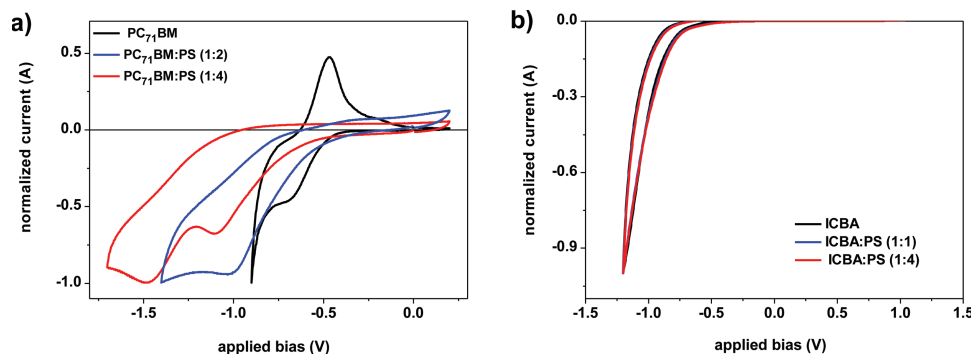 a)
PC₇₁BM
PC₇₁BM:PS (1:2)
PC₇₁BM:PS (1:4)
normalized current (A)
0.5
0.0
-0.5
-1.0
-1.5
-1.0
-0.5
0.0
applied bias (V)
b)
normalized current (A)
0.0
-0.3
-0.6
-0.9
ICBA
ICBA:PS (1:1)
ICBA:PS (1:4)
-1.5
-1.0
-0.5
0.0
0.5
1.0
1.5
applied bias (V)